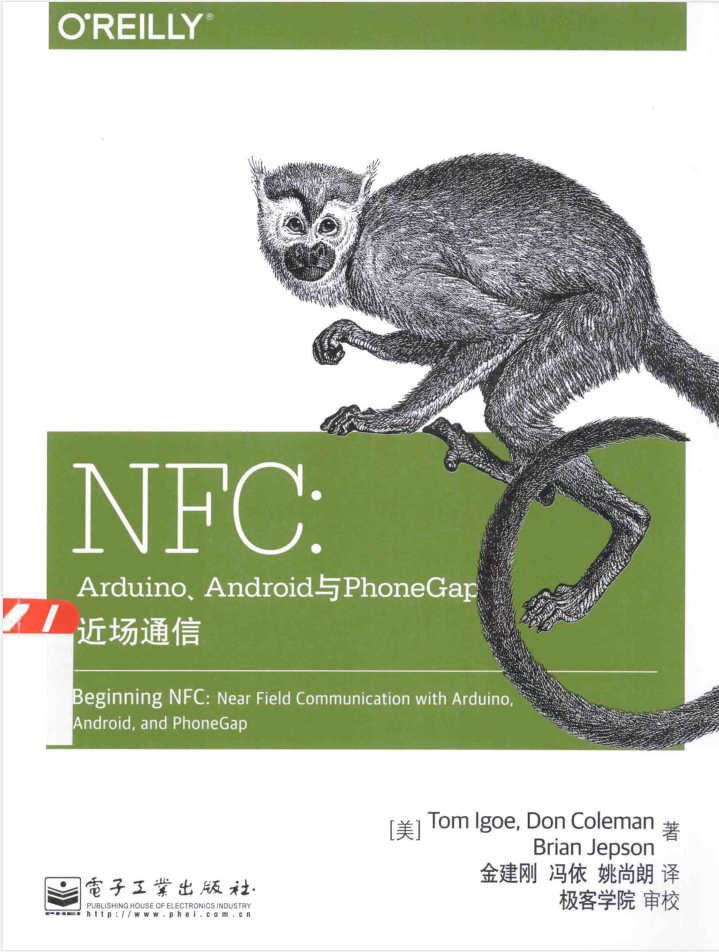 O'REILLY®
NFC:
Arduino、Android与PhoneGap
近场通信
Beginning NFC: Near Field Communication with Arduino,
Android, and PhoneGap
[美] Tom Igoe, Don Coleman 著
Brian Jepson
金建刚 冯依 姚尚朗 译
极客学院 审校
電子工業出版社·
PUBLISHING HOUSE OF ELECTRONICS INDUSTRY
http://www.phei.com.cn
PHEI